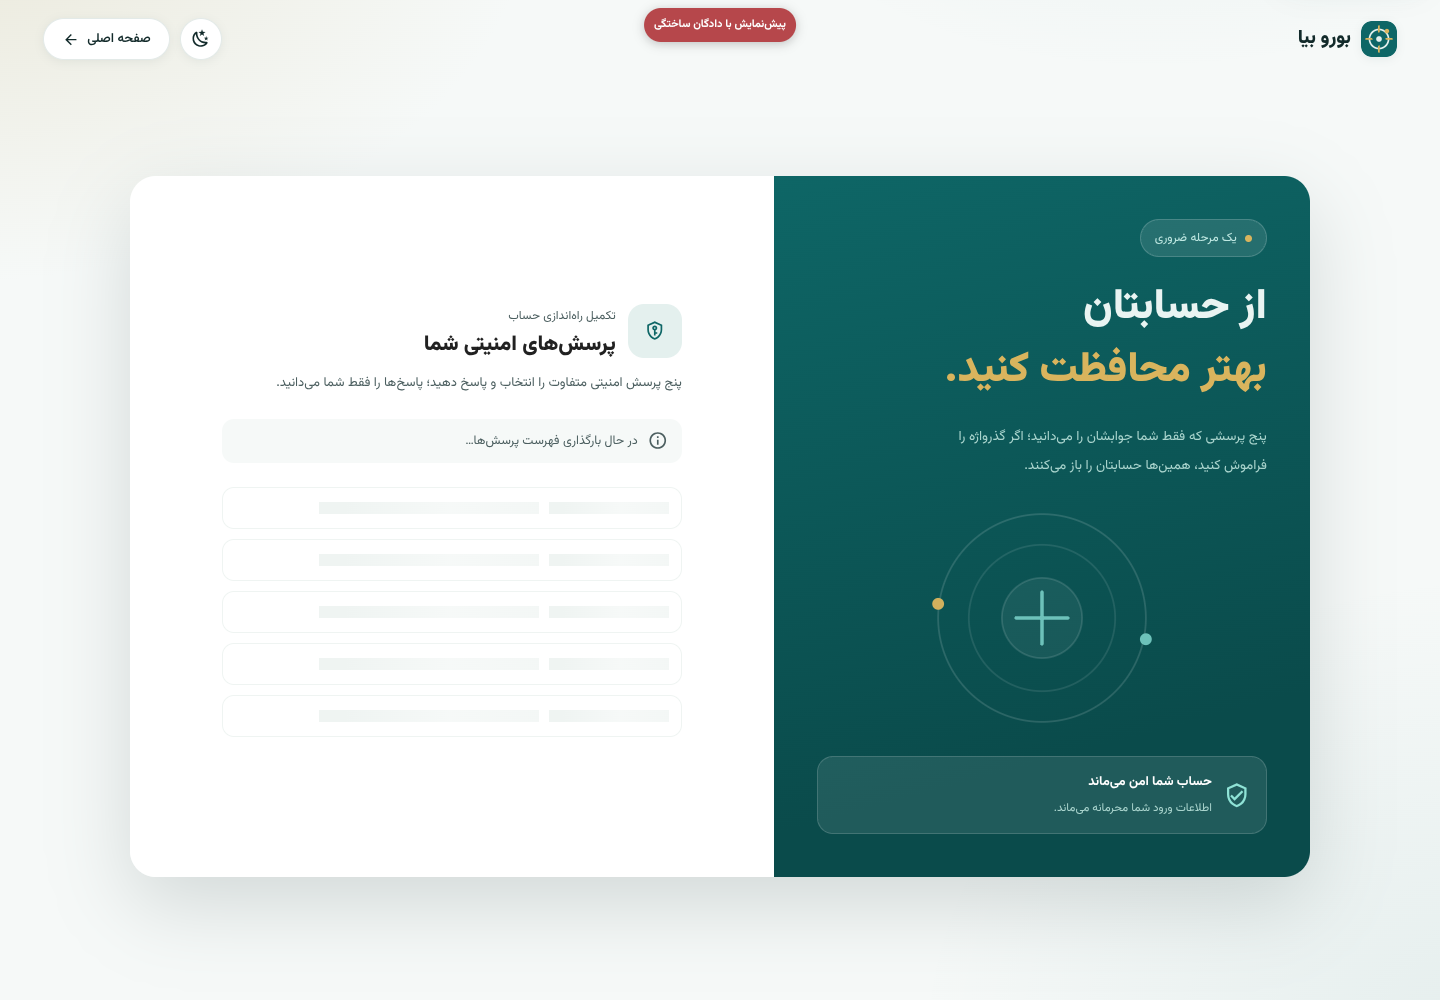 بورو بیا
پیش‌نمایش با دادگان ساختگی
صفحه اصلی
یک مرحله ضروری
از حسابتان
بهتر محافظت کنید.
پنج پرسشی که فقط شما جوابشان را می‌دانید؛ اگر گذرواژه را
فراموش کنید، همین‌ها حسابتان را باز می‌کنند.
حساب شما امن می‌ماند
اطلاعات ورود شما محرمانه می‌ماند.
تکمیل راه‌اندازی حساب
پرسش‌های امنیتی شما
پنج پرسش امنیتی متفاوت را انتخاب و پاسخ دهید؛ پاسخ‌ها را فقط شما می‌دانید.
در حال بارگذاری فهرست پرسش‌ها…